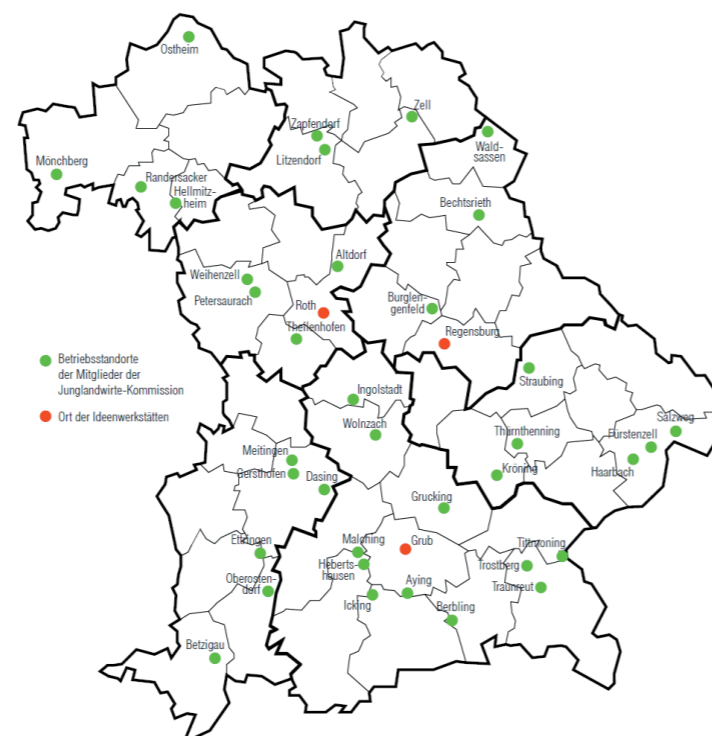 Ostheim
Zell
Zapfendorf
Litzendorf
Wald-
sassen
Mönchberg
Randersacker
Hellmitz-
heim
Bechtsrieth
Altdorf
Weihenzell
Petersaurach
Roth
Theffenhofen
Burglen-
genfeld
Regensburg
Betriebsstandorte
der Mitglieder der
Junglandwirte-Kommission
Ort der Ideenwerkstätten
Straubing
Ingolstadt
Wolnzach
Thürnthenning
Salzweg
Fürstenzell
Haarbach
Kröning
Meitingen
Gersthofen
Dasing
Grucking
Ettringen
Oberosten-
dorf
Malching
Heberts-
hausen
Grub
Icking
Aying
Berbling
Tittmoning
Trostberg
Traunreut
Betzigau